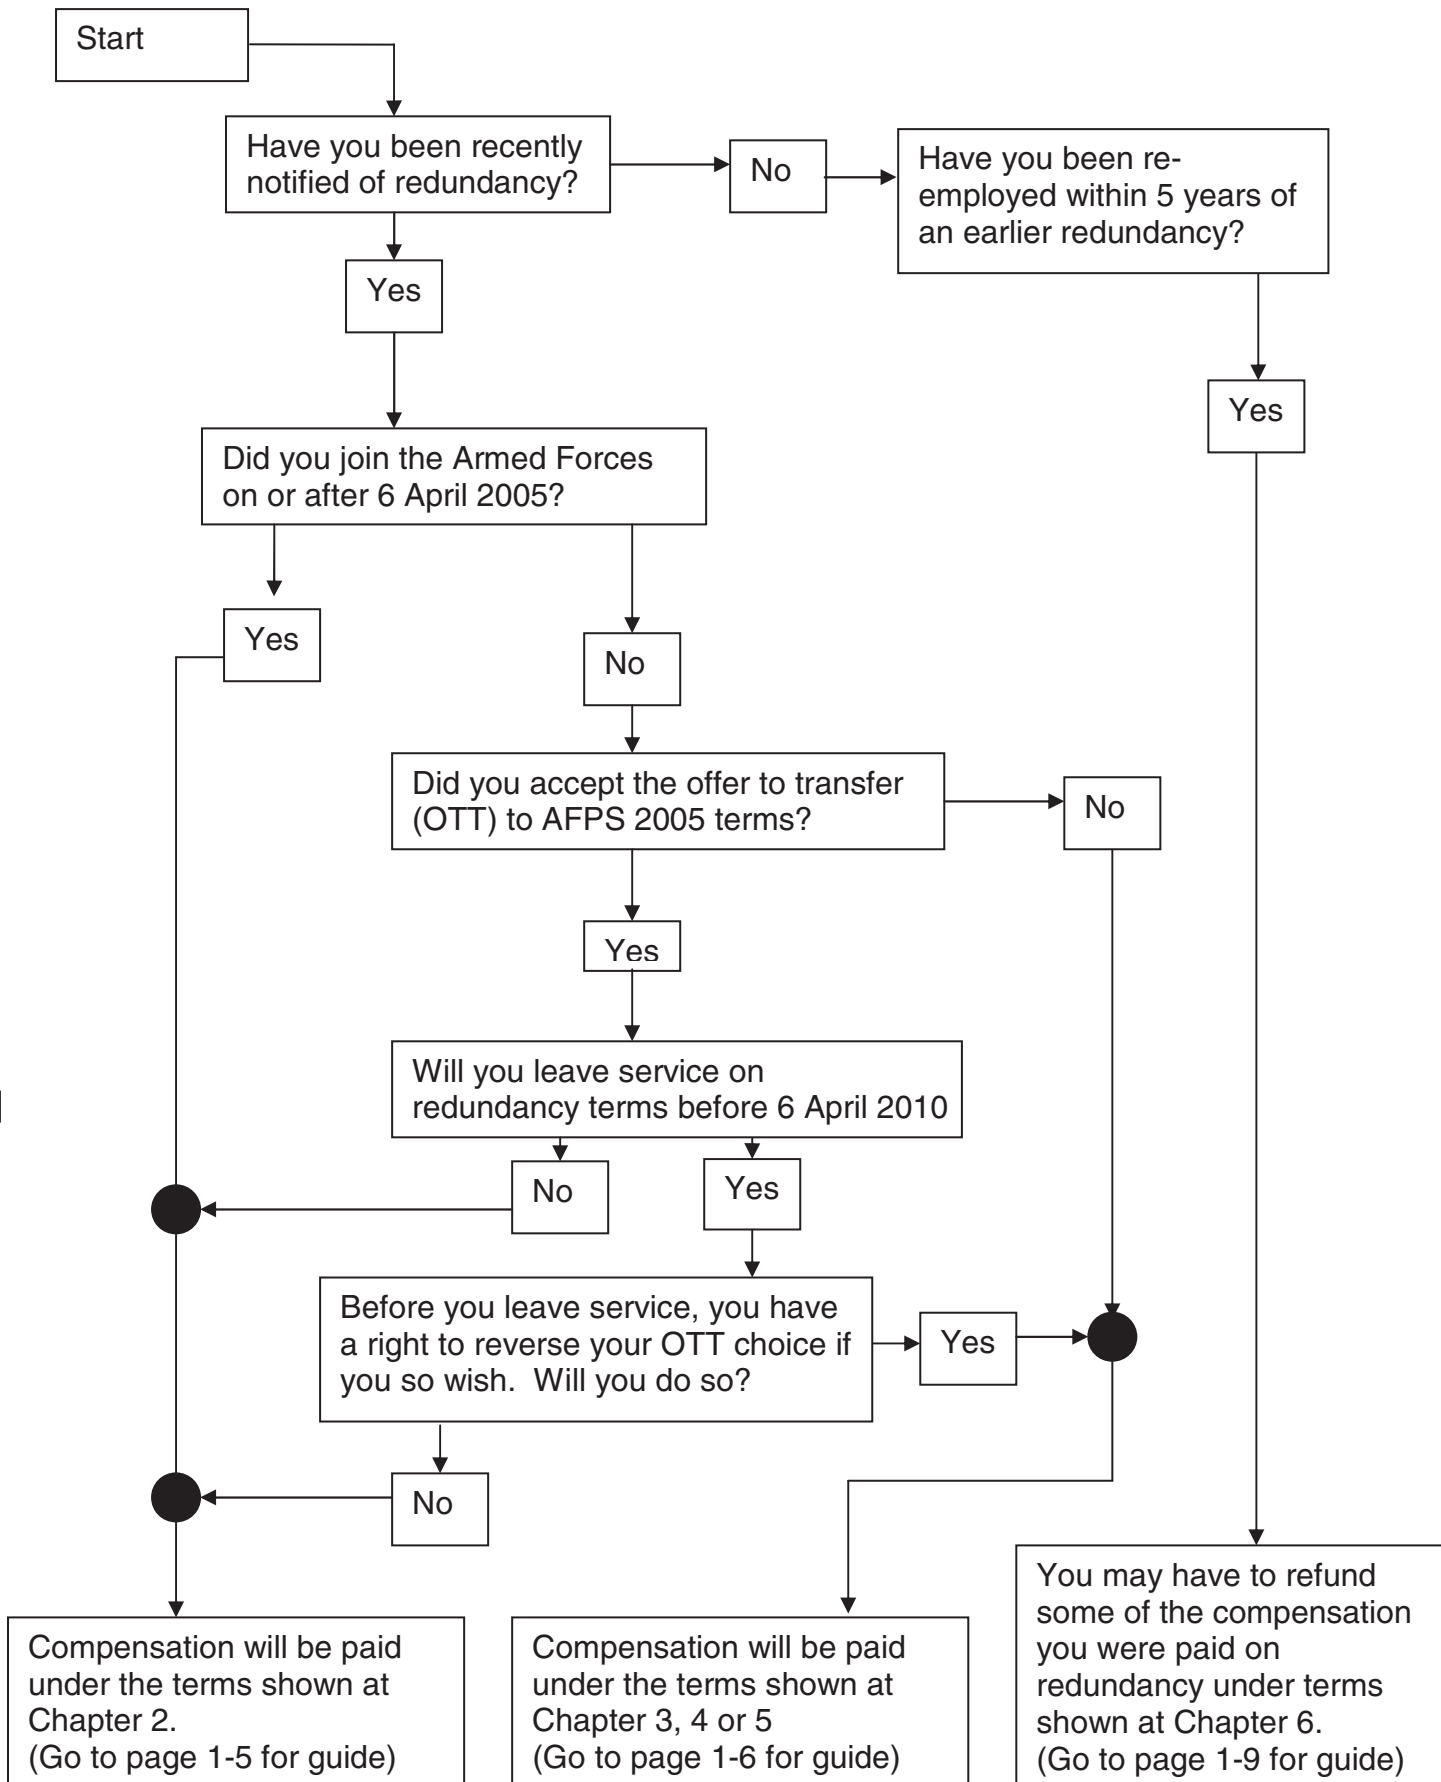 Start
Have you been recently
notified of redundancy?
No
Have you been re-
employed within 5 years of
an earlier redundancy?
Yes
Yes
Did you join the Armed Forces
on or after 6 April 2005?
Yes
No
Did you accept the offer to transfer
(OTT) to AFPS 2005 terms?
No
Yes
Will you leave service on
redundancy terms before 6 April 2010
No
Yes
Before you leave service, you have
a right to reverse your OTT choice if
you so wish.  Will you do so?
Yes
No
Compensation will be paid
under the terms shown at
Chapter 2.
(Go to page 1-5 for guide)
Compensation will be paid
under the terms shown at
Chapter 3, 4 or 5
(Go to page 1-6 for guide)
You may have to refund
some of the compensation
you were paid on
redundancy under terms
shown at Chapter 6.
(Go to page 1-9 for guide)